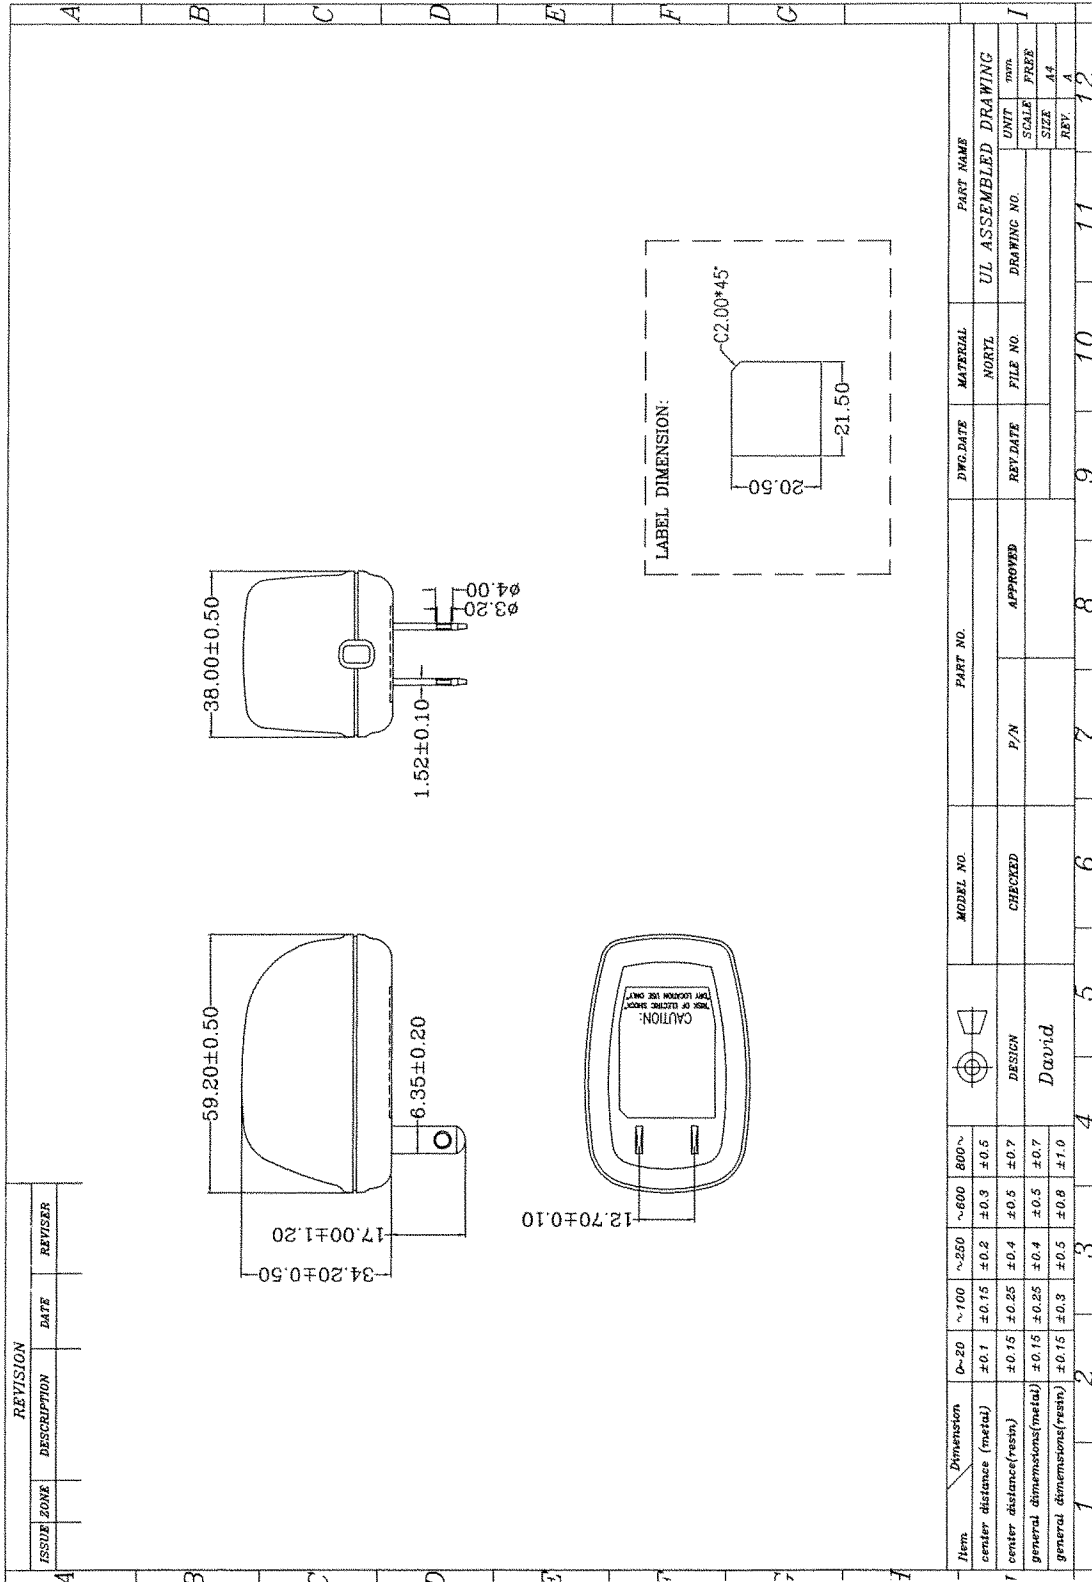 REVISION
ISSUE ZONE DESCRIPTION DATE REVISER
A B C D E F G I
A B C D E F G H
59.20±0.50
34.20±0.50
17.00±1.20
6.35±0.20
38.00±0.50
1.52±0.10
ø3.20
ø4.00
12.70±0.10
CAUTION:
"RISK OF ELECTRIC SHOCK"
"DRY LOCATION USE ONLY"
LABEL DIMENSION:
C2.00*45°
20.50
21.50
Item Dimension 0~20 ~100 ~250 ~600 800~
center distance (metal) ±0.1 ±0.15 ±0.2 ±0.3 ±0.5
center distance(resin) ±0.15 ±0.25 ±0.4 ±0.5 ±0.7
general dimemsions(metal) ±0.15 ±0.25 ±0.4 ±0.5 ±0.7
general dimemsions(resin) ±0.15 ±0.3 ±0.5 ±0.8 ±1.0
MODEL NO. PART NO. DWG.DATE MATERIAL PART NAME
NORYL UL ASSEMBLED DRAWING
DESIGN CHECKED P/N APPROVED REV.DATE FILE NO. DRAWING NO.
David
UNIT mm
SCALE FREE
SIZE A4
REV. A
1 2 3 4 5 6 7 8 9 10 11 12